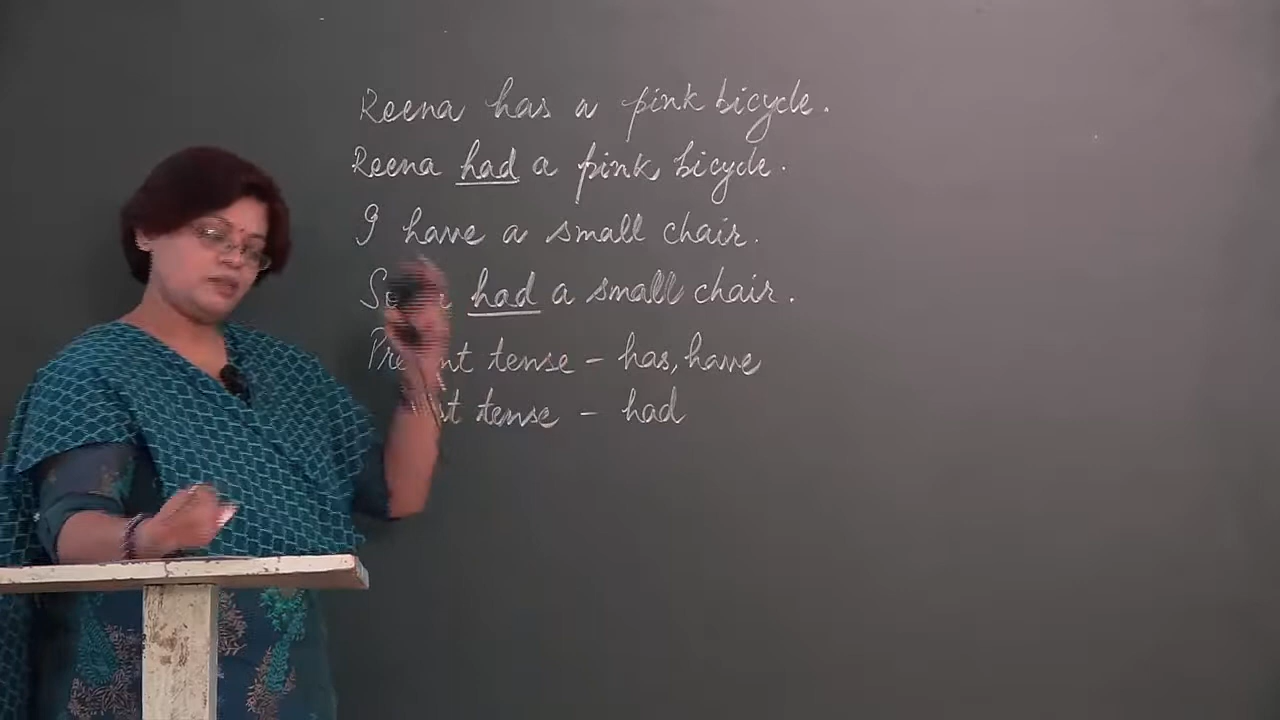 Reena has a pink bicycle.
Reena had a pink bicycle.
I have a small chair.
had a small chair.
tense - has, have
tense - had